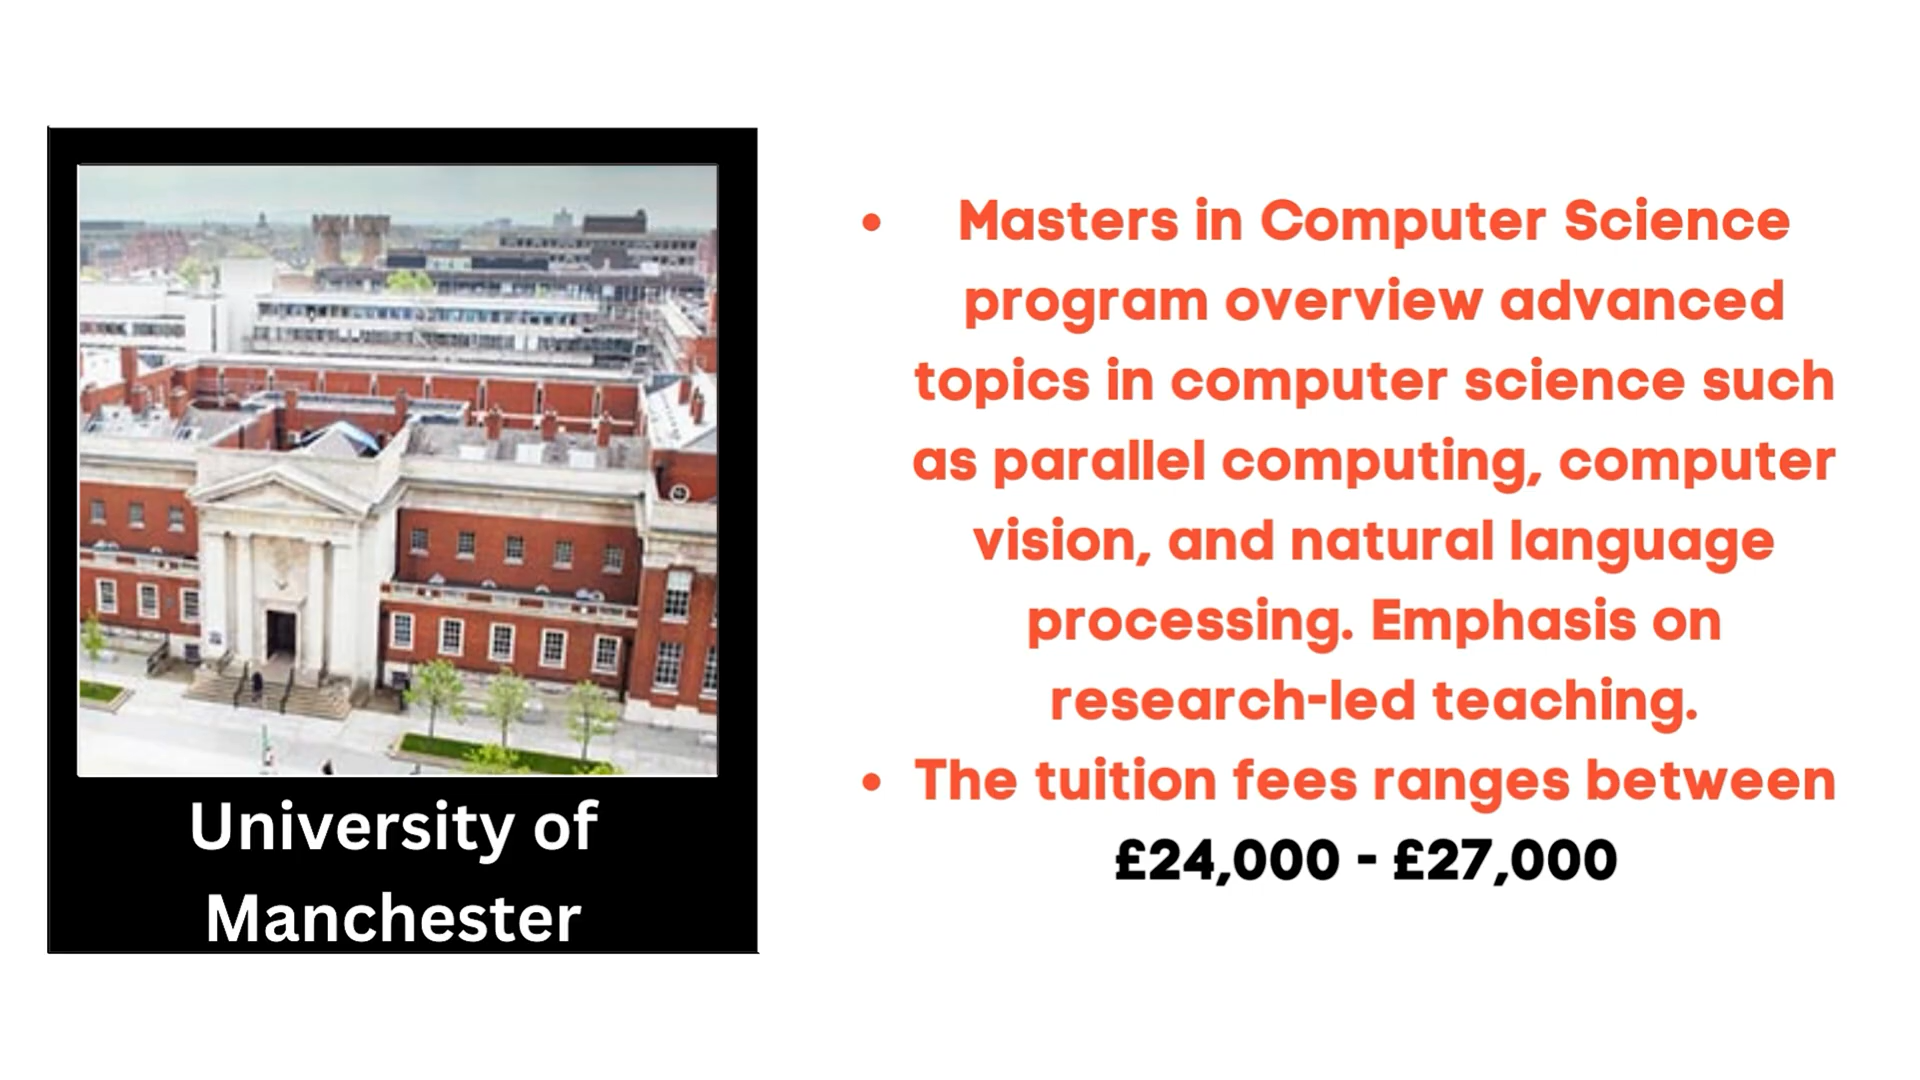 University of
Manchester
• Masters in Computer Science
program overview advanced
topics in computer science such
as parallel computing, computer
vision, and natural language
processing. Emphasis on
research-led teaching.
• The tuition fees ranges between
£24,000 - £27,000